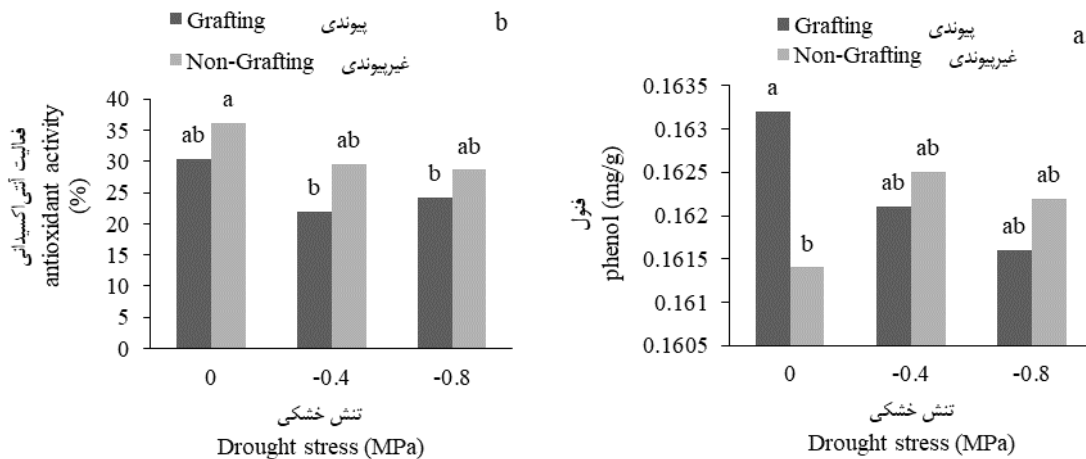 Grafting پیوندی
Non-Grafting غیرپیوندی
b
فعالیت آنتی‌اکسیدانی
antioxidant activity
(%)
40
35
30
25
20
15
10
5
0
ab
a
b
ab
b
ab
0
-0.4
-0.8
تنش خشکی
Drought stress (MPa)
Grafting پیوندی
Non-Grafting غیرپیوندی
a
فنول
phenol (mg/g)
0.1635
0.163
0.1625
0.162
0.1615
0.161
0.1605
a
b
ab
ab
ab
ab
0
-0.4
-0.8
تنش خشکی
Drought stress (MPa)